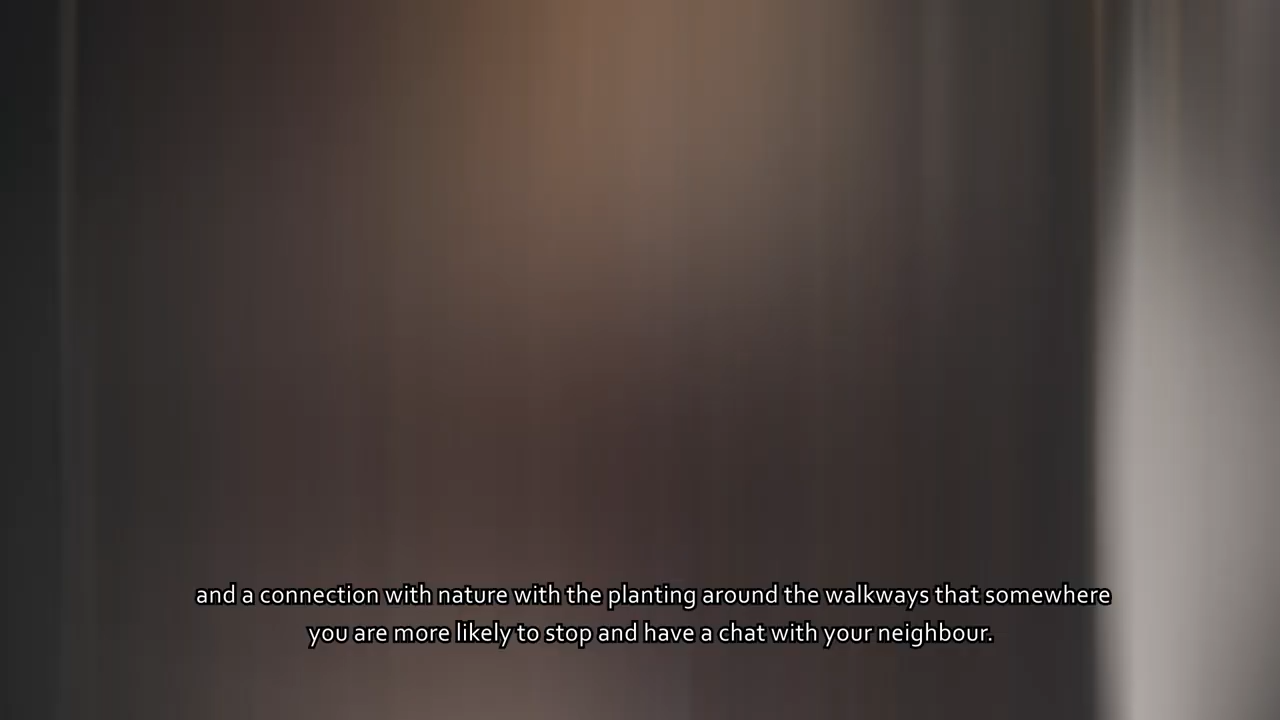 and a connection with nature with the planting around the walkways that somewhere
you are more likely to stop and have a chat with your neighbour.